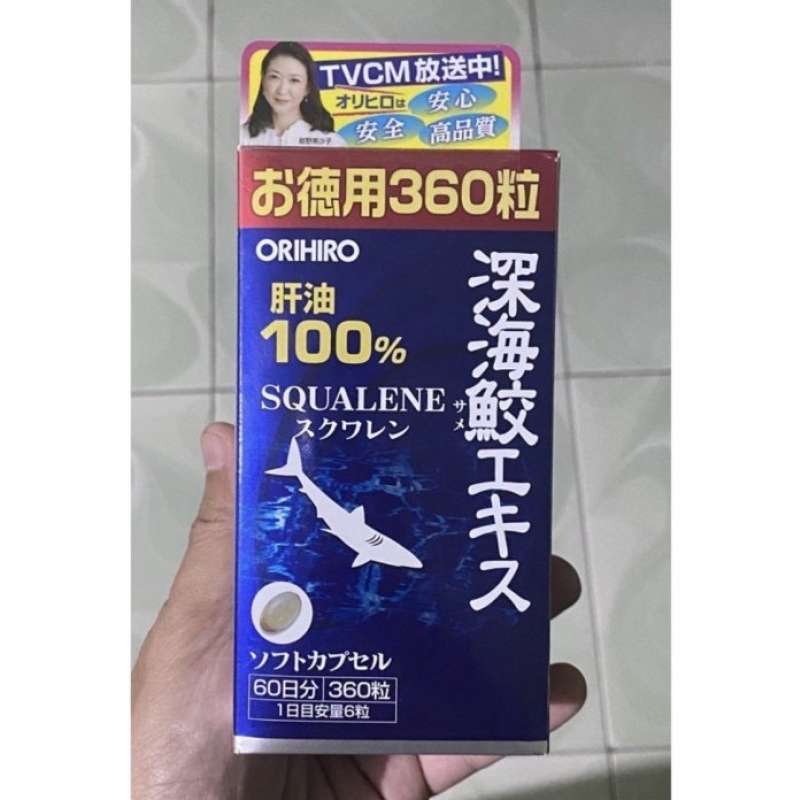 TVCM放送中!
オリヒロは 安心
安全 高品質
お徳用360粒
ORIHIRO
肝油
100%
SQUALENE
スクワレン
深海鮫エキス
サメ
ソフトカプセル
60日分 360粒
1日目安量6粒